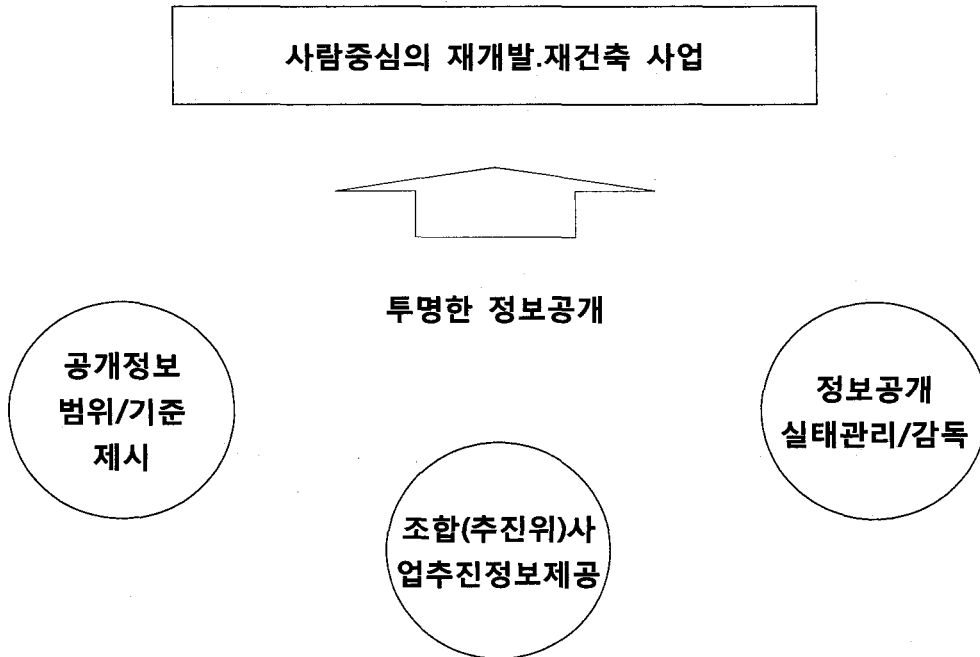 사람중심의 재개발.재건축 사업
투명한 정보공개
공개정보
범위/기준
제시
정보공개
실태관리/감독
조합(추진위)사
업추진정보제공